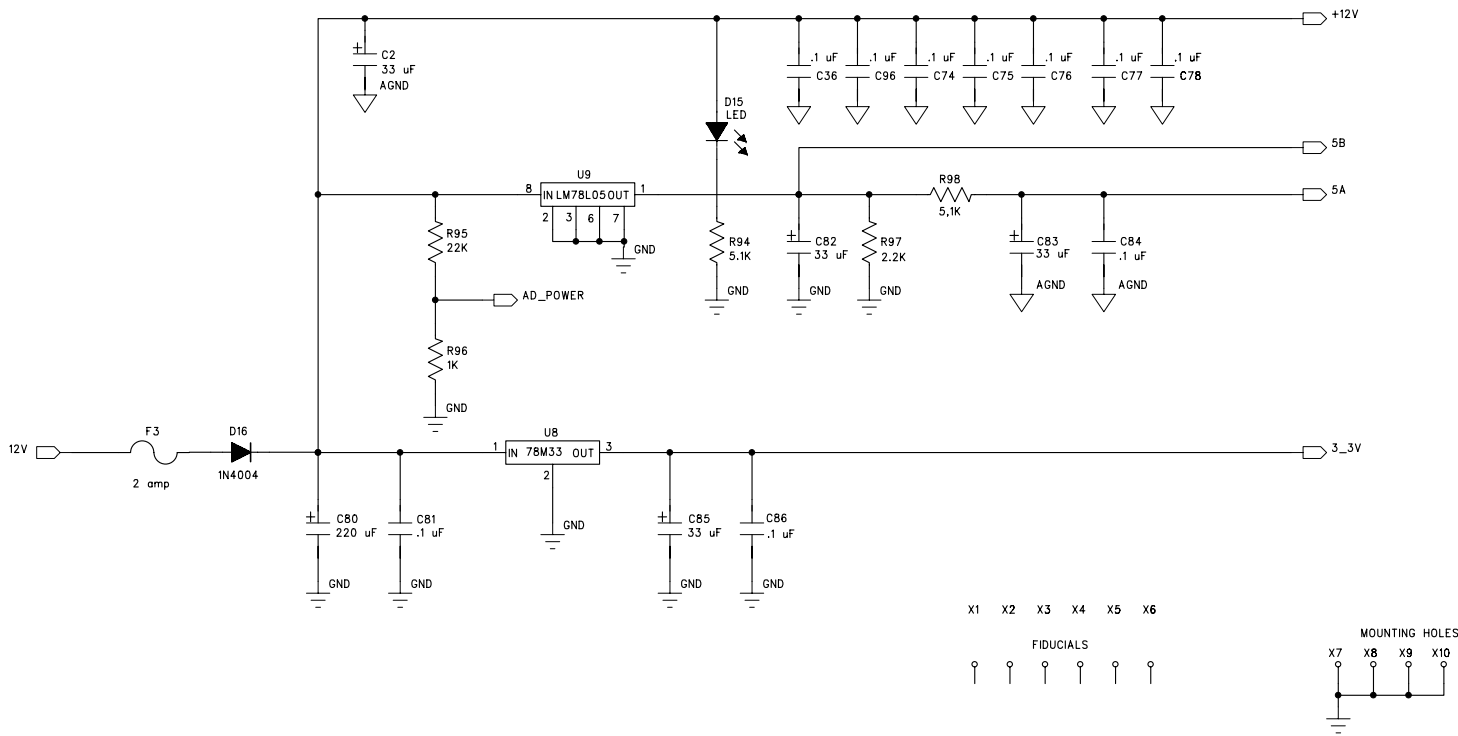 +12V
C2
33 uF
AGND
.1 uF
C36
.1 uF
C96
.1 uF
C74
.1 uF
C75
.1 uF
C76
.1 uF
C77
.1 uF
C78
D15
LED
5B
U9
8
IN LM78L05 OUT
1
2 3 6 7
GND
R98
5,1K
5A
R95
22K
R94
5.1K
GND
+
C82
33 uF
GND
R97
2.2K
GND
+
C83
33 uF
AGND
C84
.1 uF
AGND
AD_POWER
R96
1K
GND
12V
F3
2 amp
D16
1N4004
U8
1
IN 78M33 OUT
3
2
GND
3_3V
+
C80
220 uF
GND
C81
.1 uF
GND
+
C85
33 uF
GND
C86
.1 uF
GND
X1 X2 X3 X4 X5 X6
FIDUCIALS
MOUNTING HOLES
X7 X8 X9 X10